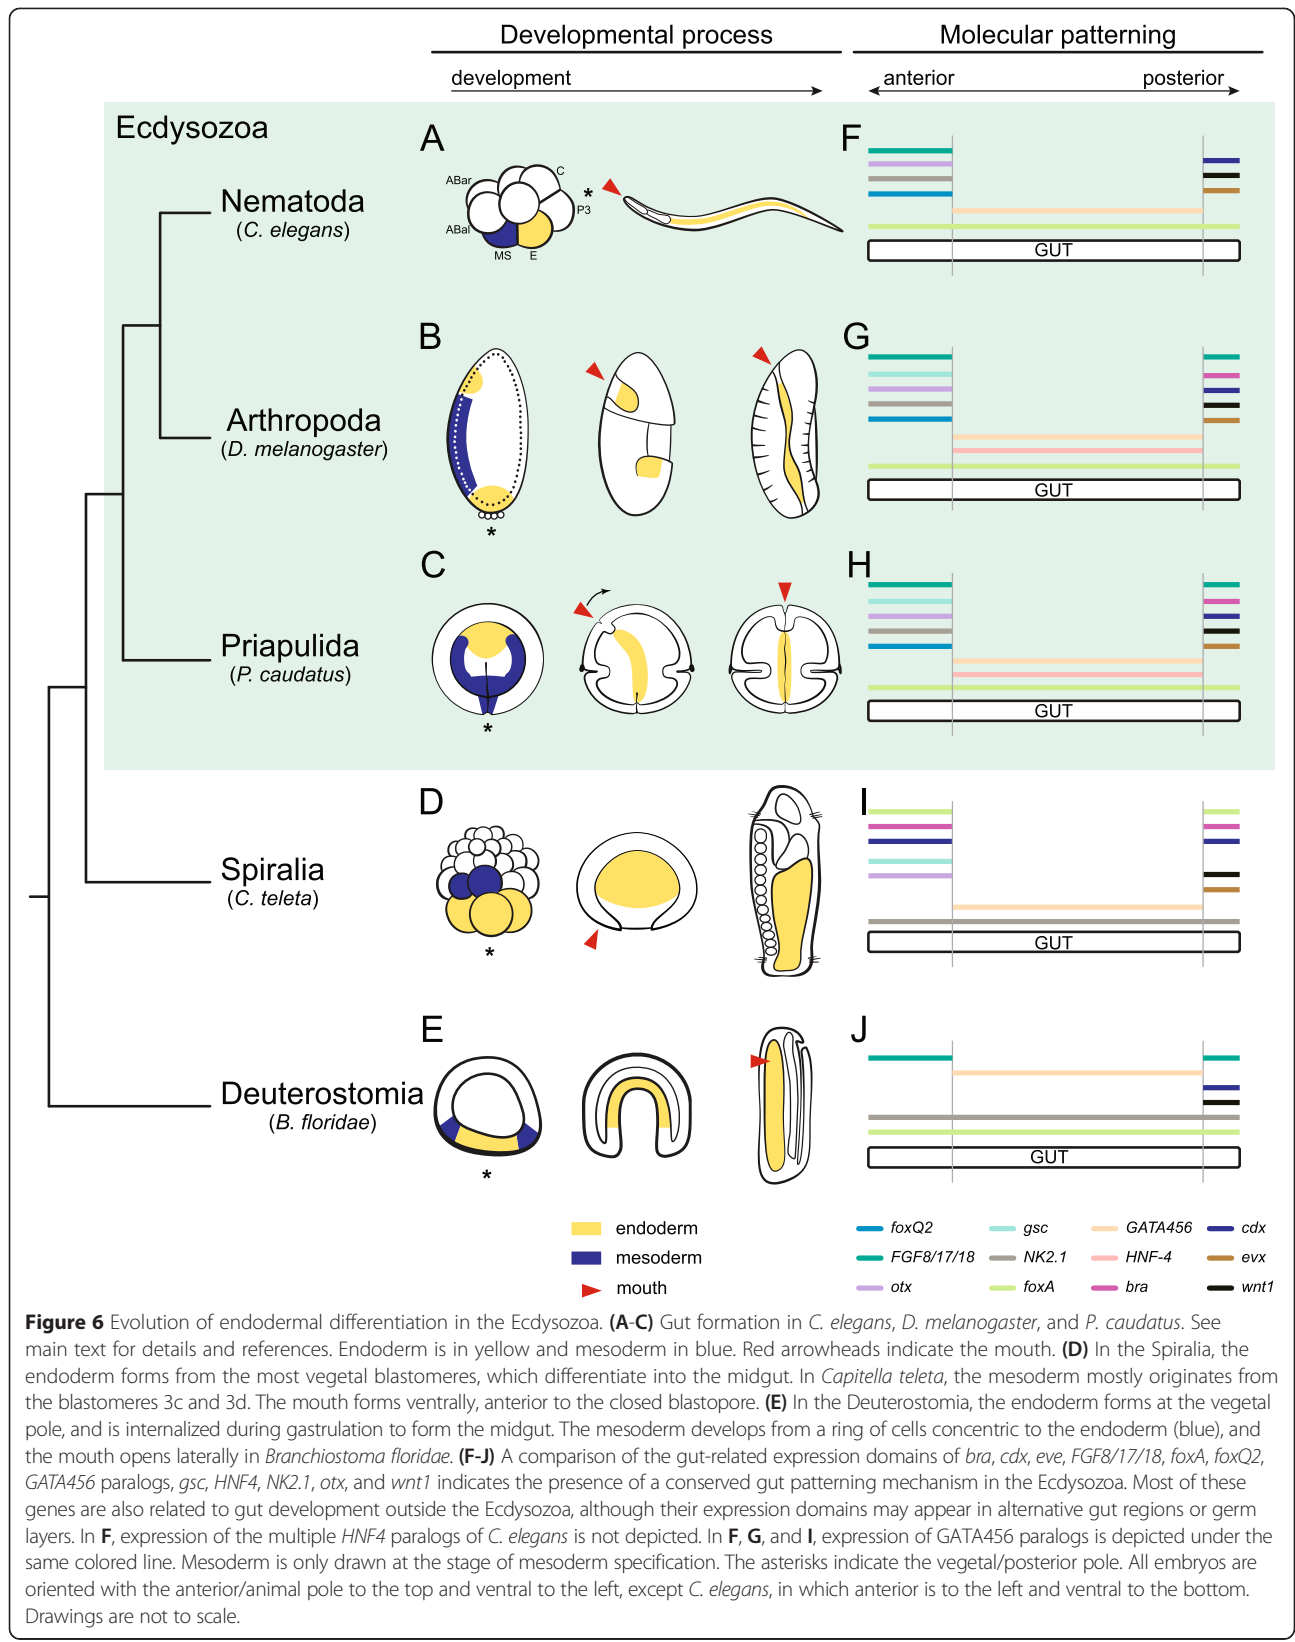 Developmental process
Molecular patterning
development
anterior
posterior
Ecdysozoa
A
F
ABar
C
*
P3
ABal
MS
E
Nematoda
(C. elegans)
GUT
B
G
Arthropoda
(D. melanogaster)
GUT
*
C
H
Priapulida
(P. caudatus)
GUT
*
D
I
Spiralia
(C. teleta)
GUT
*
E
J
Deuterostomia
(B. floridae)
GUT
*
endoderm
mesoderm
mouth
foxQ2
gsc
GATA456
cdx
FGF8/17/18
NK2.1
HNF-4
evx
otx
foxA
bra
wnt1
Figure 6 Evolution of endodermal differentiation in the Ecdysozoa. (A-C) Gut formation in C. elegans, D. melanogaster, and P. caudatus. See
main text for details and references. Endoderm is in yellow and mesoderm in blue. Red arrowheads indicate the mouth. (D) In the Spiralia, the
endoderm forms from the most vegetal blastomeres, which differentiate into the midgut. In Capitella teleta, the mesoderm mostly originates from
the blastomeres 3c and 3d. The mouth forms ventrally, anterior to the closed blastopore. (E) In the Deuterostomia, the endoderm forms at the vegetal
pole, and is internalized during gastrulation to form the midgut. The mesoderm develops from a ring of cells concentric to the endoderm (blue), and
the mouth opens laterally in Branchiostoma floridae. (F-J) A comparison of the gut-related expression domains of bra, cdx, eve, FGF8/17/18, foxA, foxQ2,
GATA456 paralogs, gsc, HNF4, NK2.1, otx, and wnt1 indicates the presence of a conserved gut patterning mechanism in the Ecdysozoa. Most of these
genes are also related to gut development outside the Ecdysozoa, although their expression domains may appear in alternative gut regions or germ
layers. In F, expression of the multiple HNF4 paralogs of C. elegans is not depicted. In F, G, and I, expression of GATA456 paralogs is depicted under the
same colored line. Mesoderm is only drawn at the stage of mesoderm specification. The asterisks indicate the vegetal/posterior pole. All embryos are
oriented with the anterior/animal pole to the top and ventral to the left, except C. elegans, in which anterior is to the left and ventral to the bottom.
Drawings are not to scale.